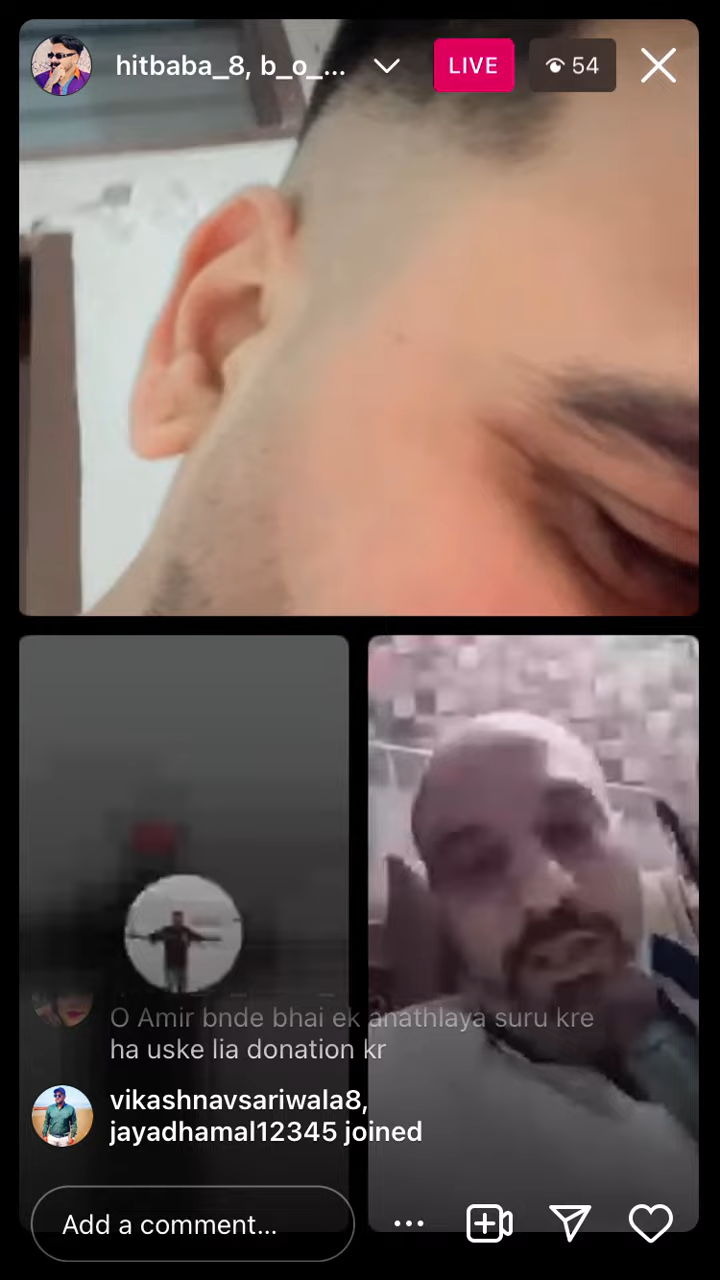 hitbaba_8, b_o_...
LIVE
54
O Amir bnde bhai ek anathlaya suru kre
ha uske lia donation kr
vikashnavsariwala8,
jayadhamal12345 joined
Add a comment...